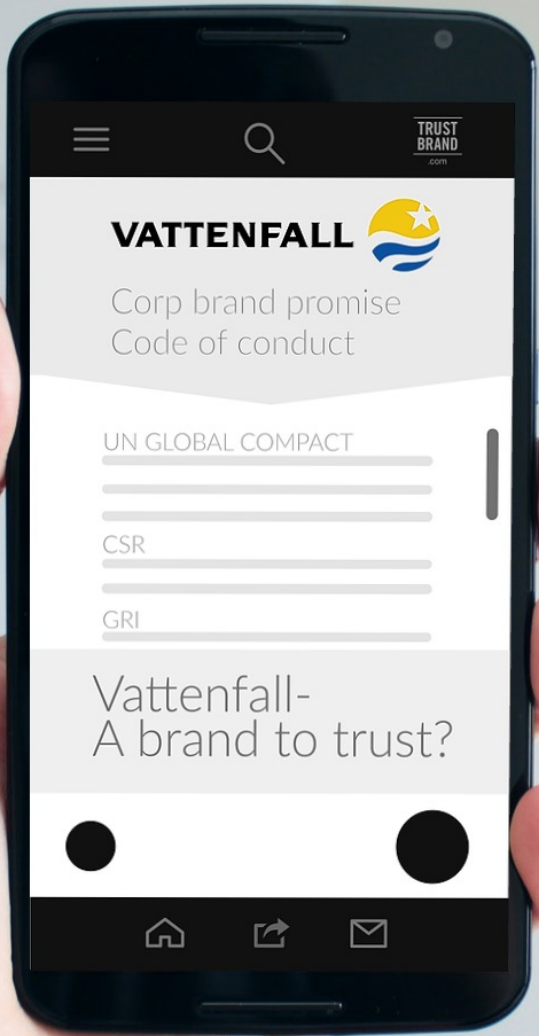 TRUST
BRAND
.com
VATTENFALL
Corp brand promise
Code of conduct
UN GLOBAL COMPACT
CSR
GRI
Vattenfall-
A brand to trust?